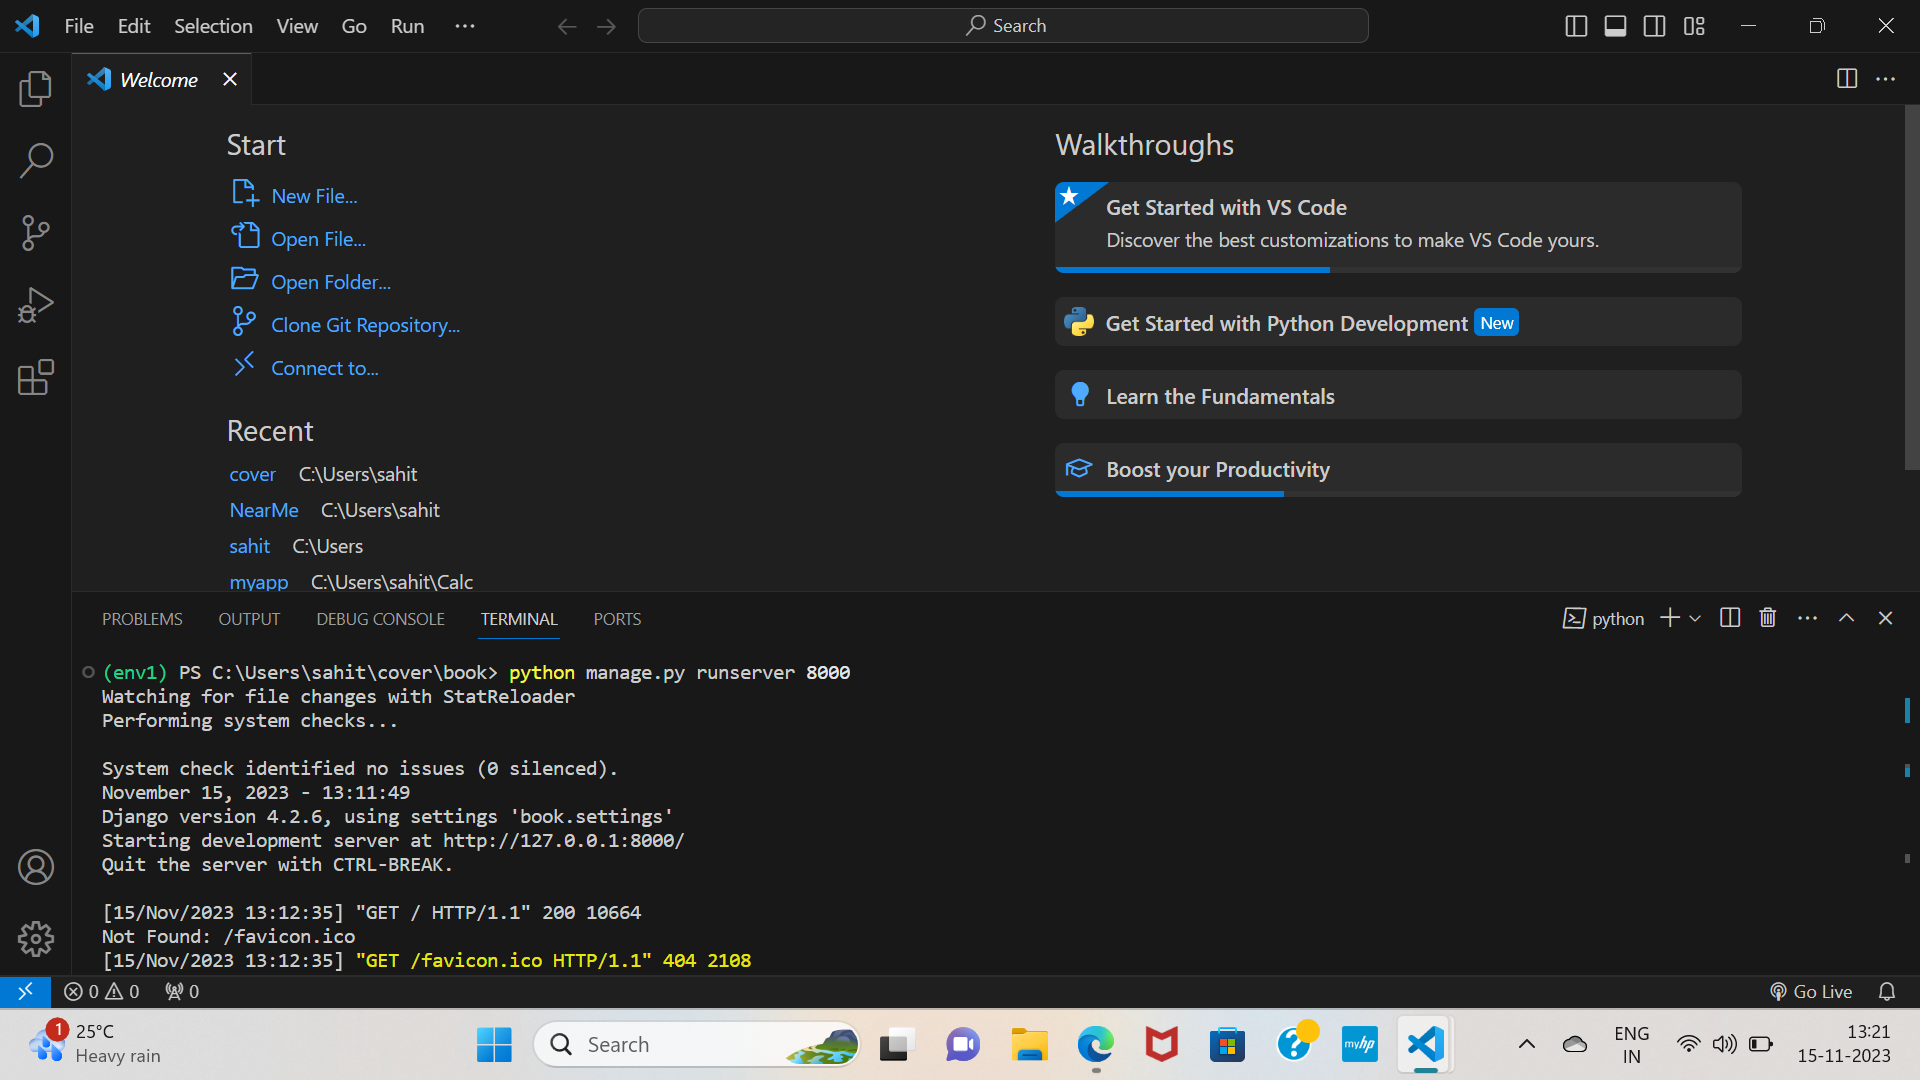 File Edit Selection View Go Run ···
Search
Welcome
Start
New File...
Open File...
Open Folder...
Clone Git Repository...
Connect to...
Recent
cover C:\Users\sahit
NearMe C:\Users\sahit
sahit C:\Users
myapp C:\Users\sahit\Calc
Walkthroughs
Get Started with VS Code
Discover the best customizations to make VS Code yours.
Get Started with Python Development New
Learn the Fundamentals
Boost your Productivity
PROBLEMS OUTPUT DEBUG CONSOLE TERMINAL PORTS python
(env1) PS C:\Users\sahit\cover\book> python manage.py runserver 8000
Watching for file changes with StatReloader
Performing system checks...
System check identified no issues (0 silenced).
November 15, 2023 - 13:11:49
Django version 4.2.6, using settings 'book.settings'
Starting development server at http://127.0.0.1:8000/
Quit the server with CTRL-BREAK.
[15/Nov/2023 13:12:35] "GET / HTTP/1.1" 200 10664
Not Found: /favicon.ico
[15/Nov/2023 13:12:35] "GET /favicon.ico HTTP/1.1" 404 2108
0 0 0 Go Live
1 25°C
Heavy rain
Search
myhp
ENG
IN
13:21
15-11-2023